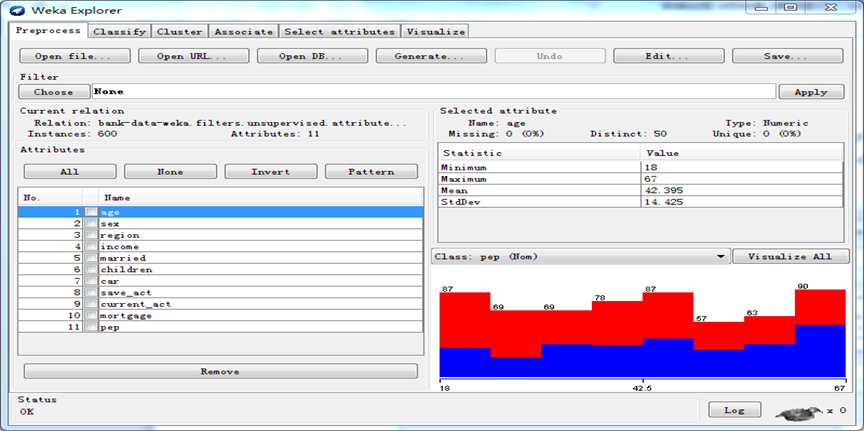 Weka Explorer
Preprocess Classify Cluster Associate Select attributes Visualize
Open file... Open URL... Open DB... Generate... Undo Edit... Save...
Filter
Choose None Apply
Current relation
Relation: bank-data-weka.filters.unsupervised.attribute...
Instances: 600 Attributes: 11
Selected attribute
Name: age Type: Numeric
Missing: 0 (0%) Distinct: 50 Unique: 0 (0%)
Attributes
All None Invert Pattern
No. Name
1 age
2 sex
3 region
4 income
5 married
6 children
7 car
8 save_act
9 current_act
10 mortgage
11 pep
Remove
Statistic Value
Minimum 18
Maximum 67
Mean 42.395
StdDev 14.425
Class: pep (Nom) Visualize All
87 69 69 78 87 57 63 90
18 42.5 67
Status
OK
Log x 0